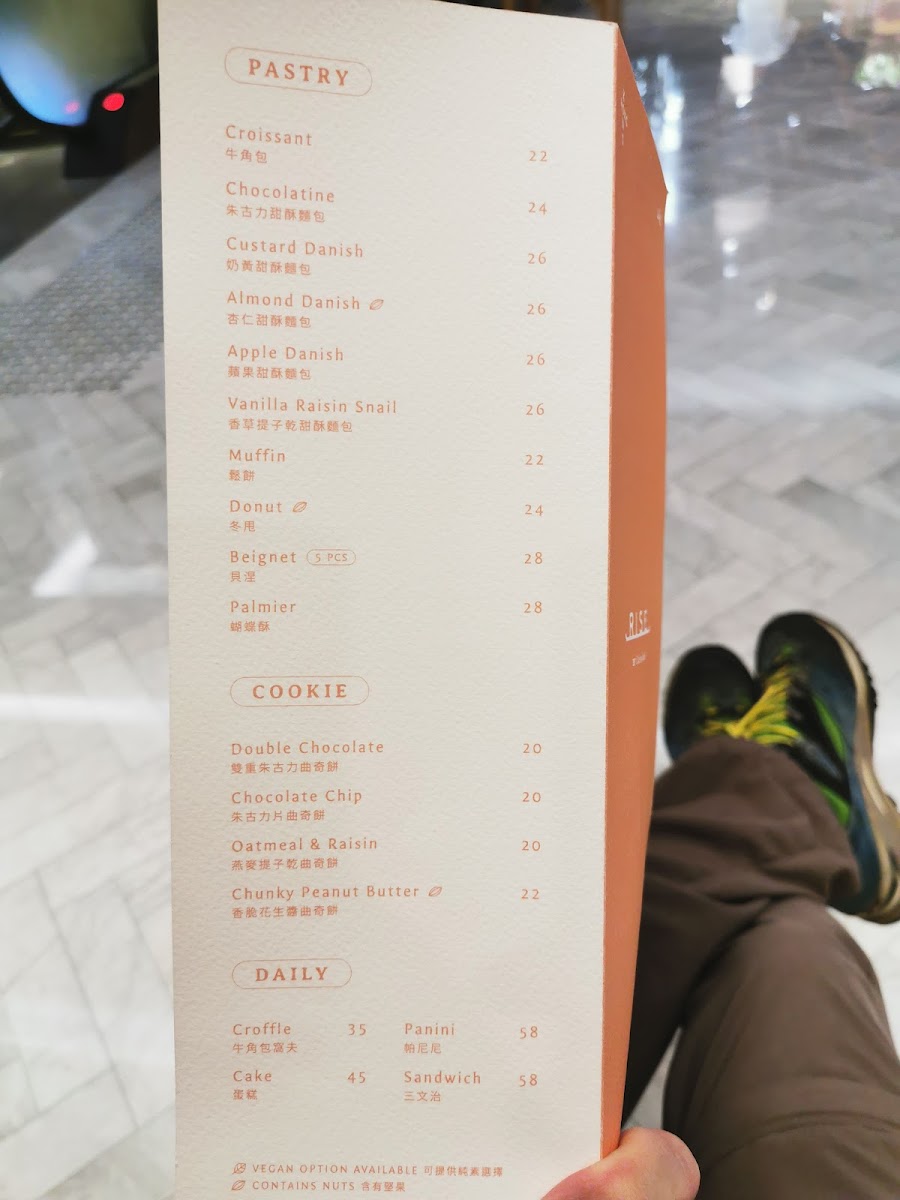 PASTRY
Croissant
牛角包 22
Chocolatine
朱古力甜酥麵包 24
Custard Danish
奶黃甜酥麵包 26
Almond Danish
杏仁甜酥麵包 26
Apple Danish
蘋果甜酥麵包 26
Vanilla Raisin Snail
香草提子乾甜酥麵包 26
Muffin
鬆餅 22
Donut
冬甩 24
Beignet 5 PCS 28
貝涅
Palmier 28
蝴蝶酥
COOKIE
Double Chocolate 20
雙重朱古力曲奇餅
Chocolate Chip 20
朱古力片曲奇餅
Oatmeal & Raisin 20
燕麥提子乾曲奇餅
Chunky Peanut Butter 22
香脆花生醬曲奇餅
DAILY
Croffle 35 Panini 58
牛角包窩夫 帕尼尼
Cake 45 Sandwich 58
蛋糕 三文治
VEGAN OPTION AVAILABLE 可提供純素選擇
CONTAINS NUTS 含有堅果
RISE